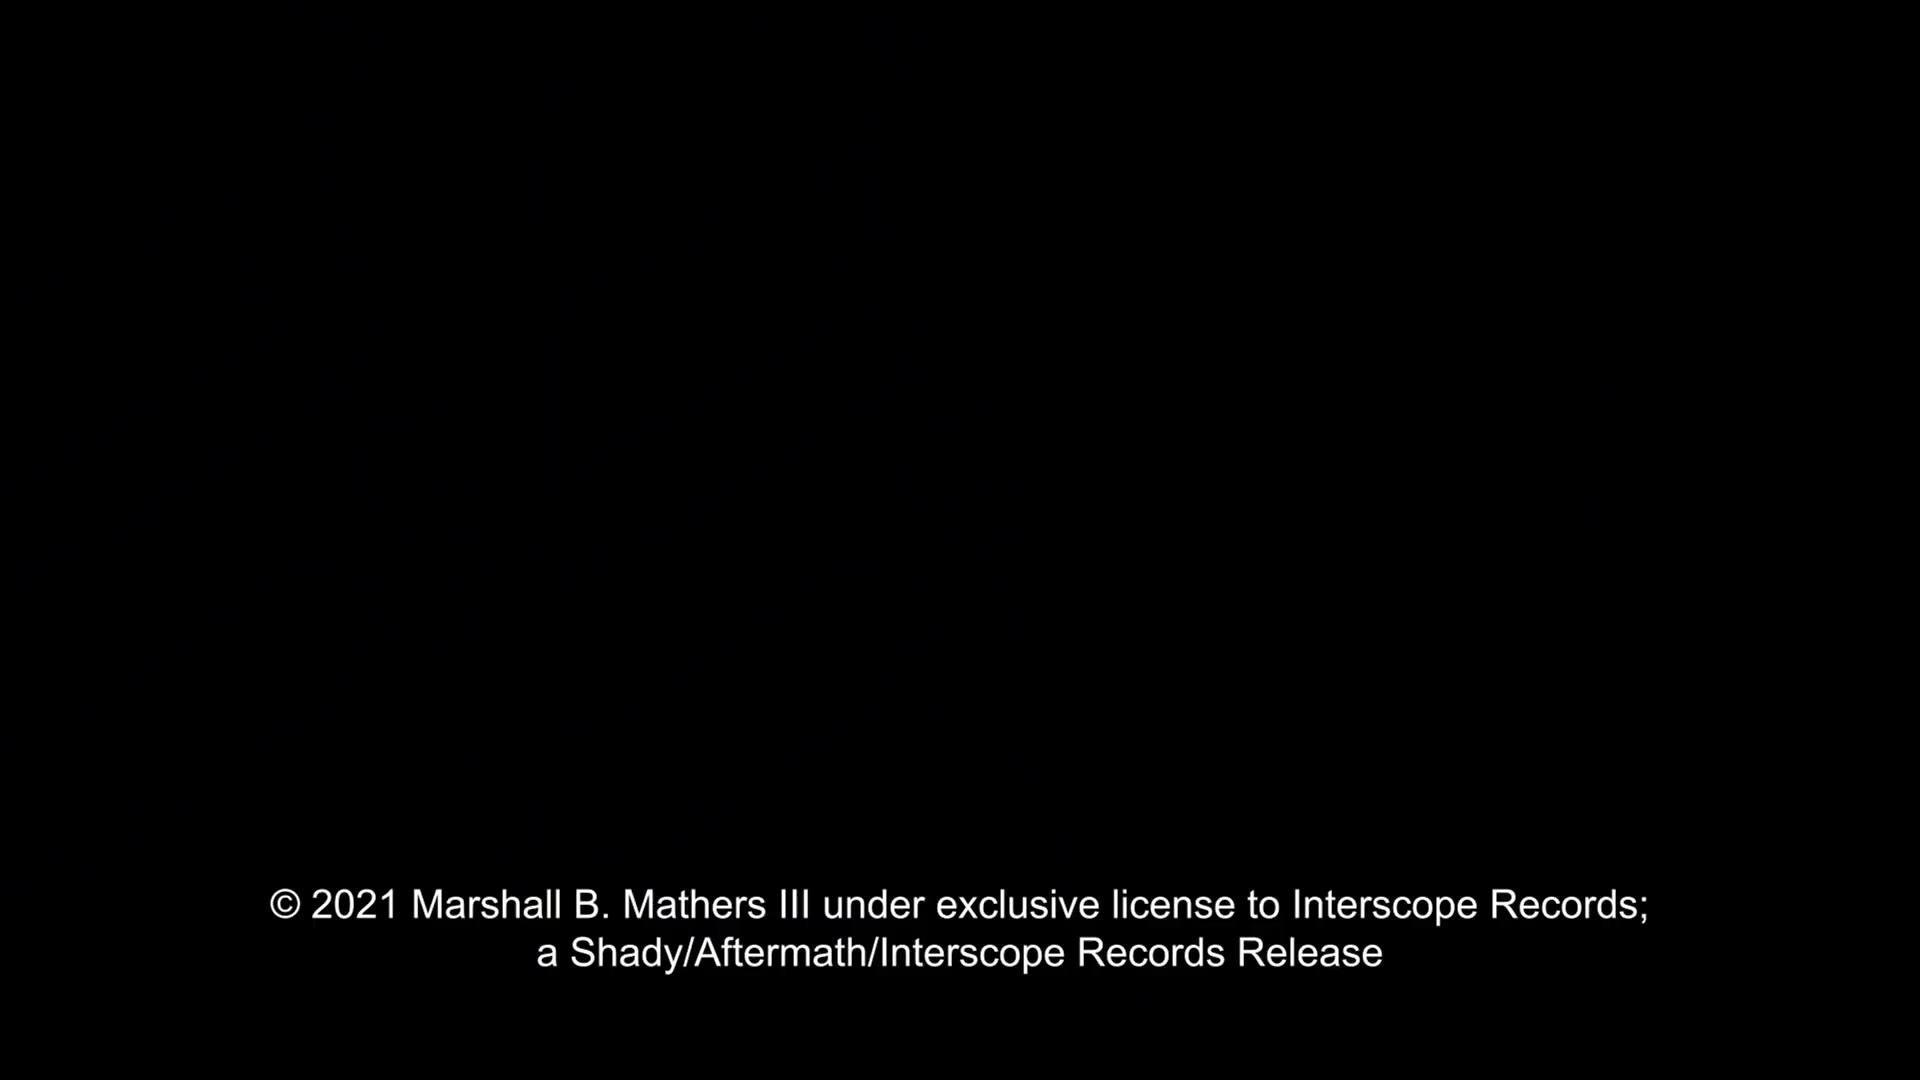 © 2021 Marshall B. Mathers III under exclusive license to Interscope Records;
a Shady/Aftermath/Interscope Records Release